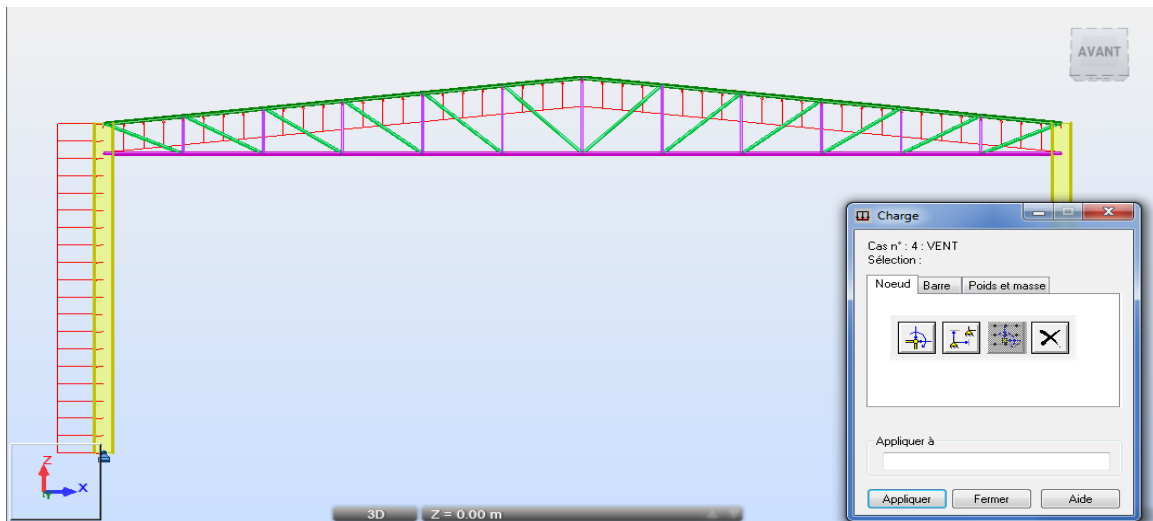 AVANT
Charge
Cas n° : 4 : VENT
Sélection :
Noeud Barre Poids et masse
Appliquer à
Appliquer Fermer Aide
Z
X
3D Z = 0.00 m